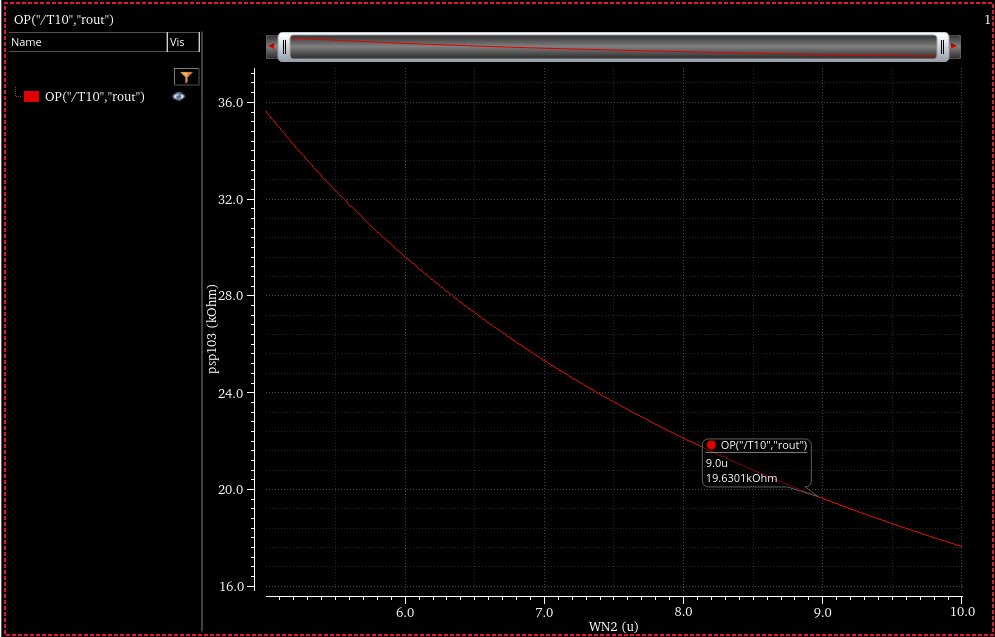 OP("/T10","rout")
1
Name Vis
OP("/T10","rout")
36.0
32.0
28.0
24.0
20.0
16.0
psp103 (kOhm)
OP("/T10","rout")
9.0u
19.6301kOhm
6.0 7.0 8.0 9.0 10.0
WN2 (u)